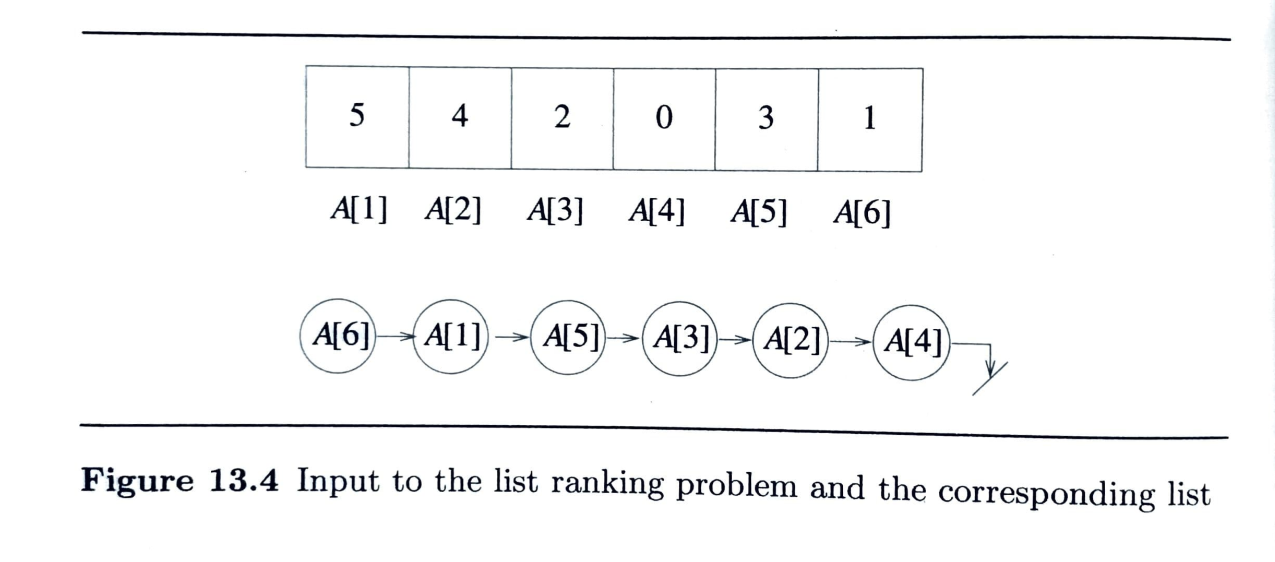 5 4 2 0 3 1
A[1] A[2] A[3] A[4] A[5] A[6]
A[6] A[1] A[5] A[3] A[2] A[4]
Figure 13.4 Input to the list ranking problem and the corresponding list